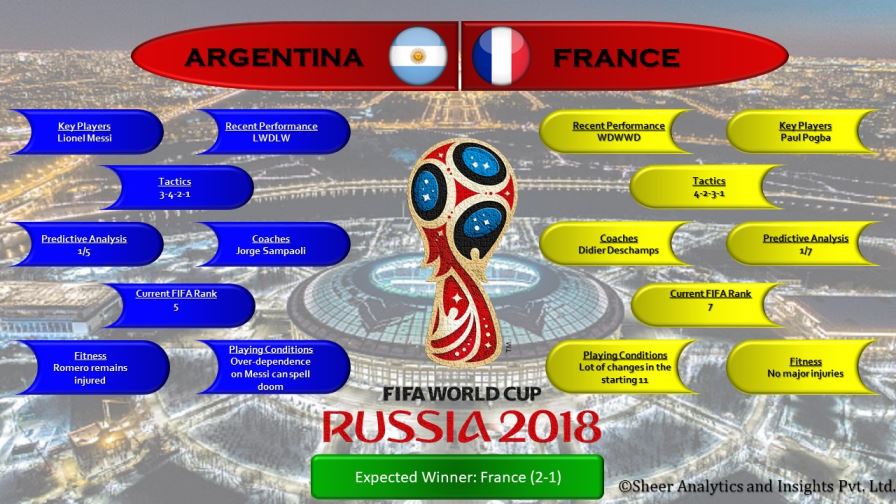 ARGENTINA
FRANCE
Key Players
Lionel Messi
Recent Performance
LWDLW
Recent Performance
WDWWD
Key Players
Paul Pogba
Tactics
3-4-2-1
Tactics
4-2-3-1
Predictive Analysis
1/5
Coaches
Jorge Sampaoli
Coaches
Didier Deschamps
Predictive Analysis
1/7
Current FIFA Rank
5
Current FIFA Rank
7
Fitness
Romero remains
injured
Playing Conditions
Over-dependence
on Messi can spell
doom
Playing Conditions
Lot of changes in the
starting 11
Fitness
No major injuries
TM
FIFA WORLD CUP
RUSSIA 2018
Expected Winner: France (2-1)
©Sheer Analytics and Insights Pvt. Ltd.